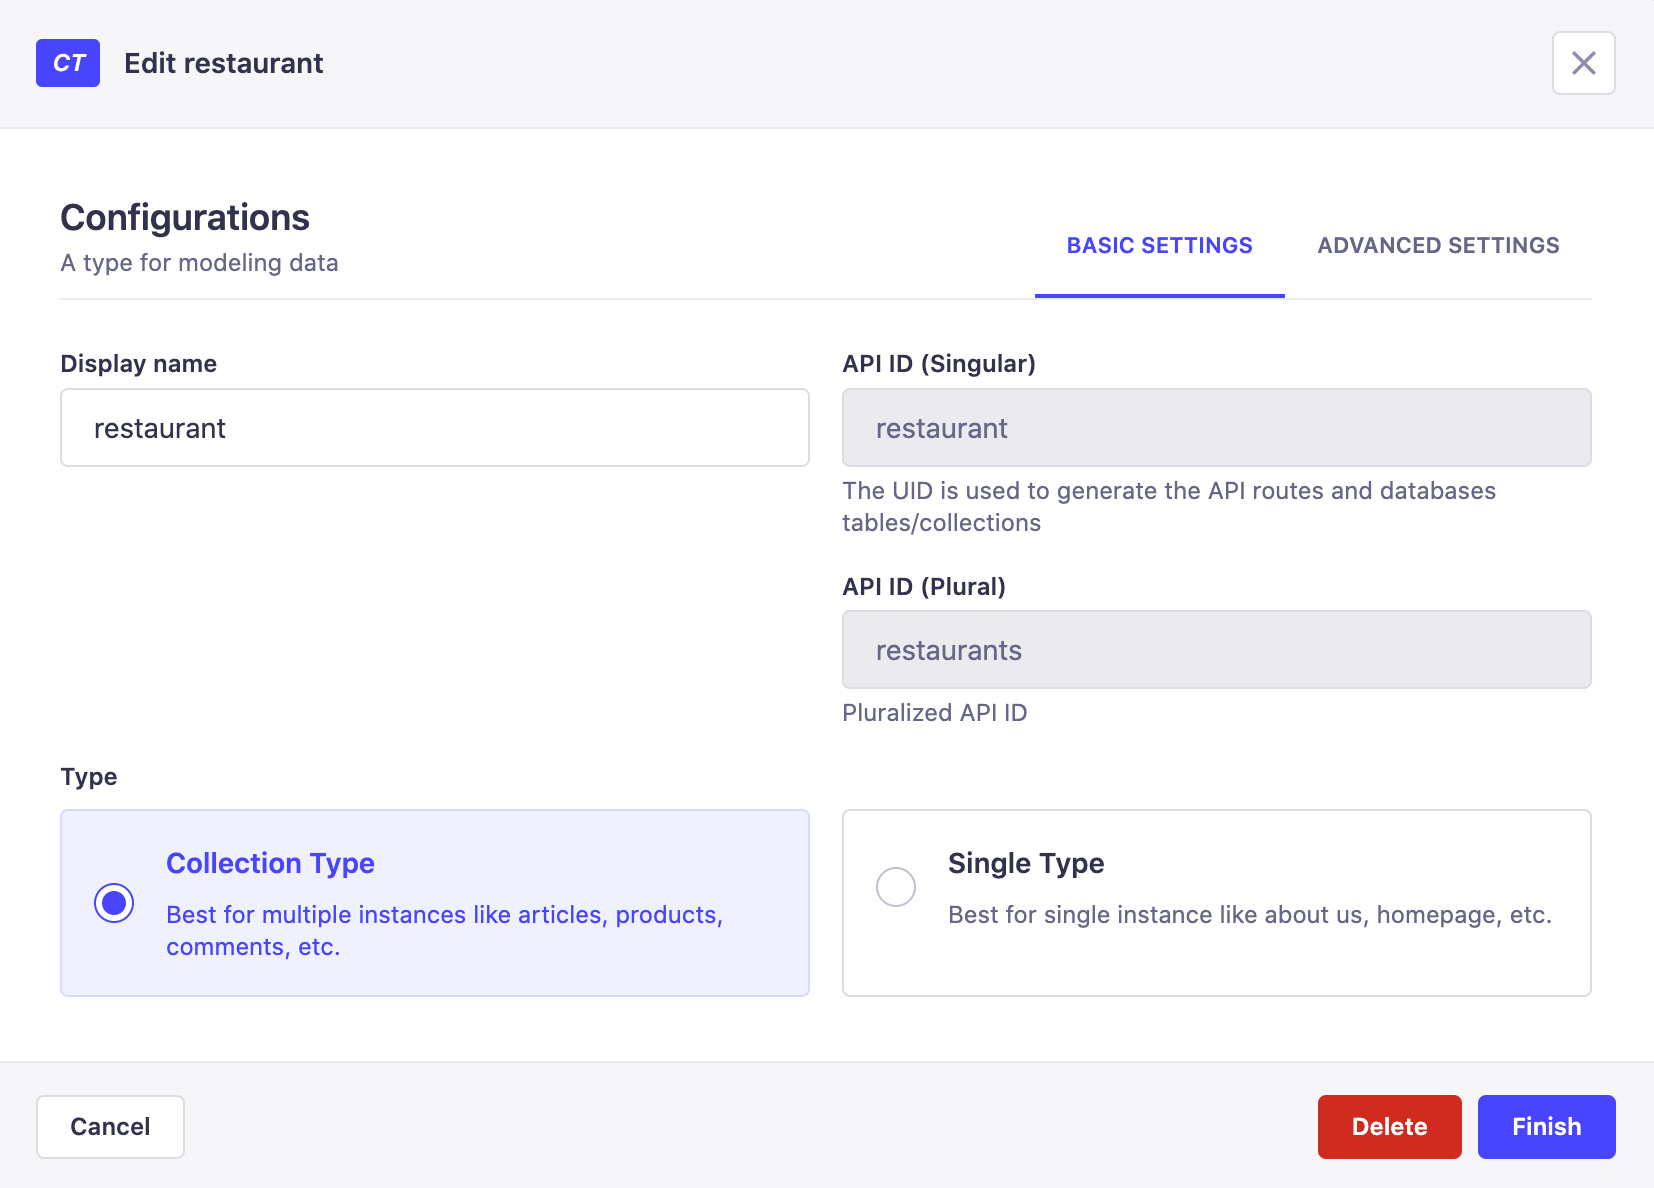 CT
Edit restaurant
Configurations
A type for modeling data
BASIC SETTINGS
ADVANCED SETTINGS
Display name
restaurant
API ID (Singular)
restaurant
The UID is used to generate the API routes and databases
tables/collections
API ID (Plural)
restaurants
Pluralized API ID
Type
Collection Type
Best for multiple instances like articles, products,
comments, etc.
Single Type
Best for single instance like about us, homepage, etc.
Cancel
Delete
Finish